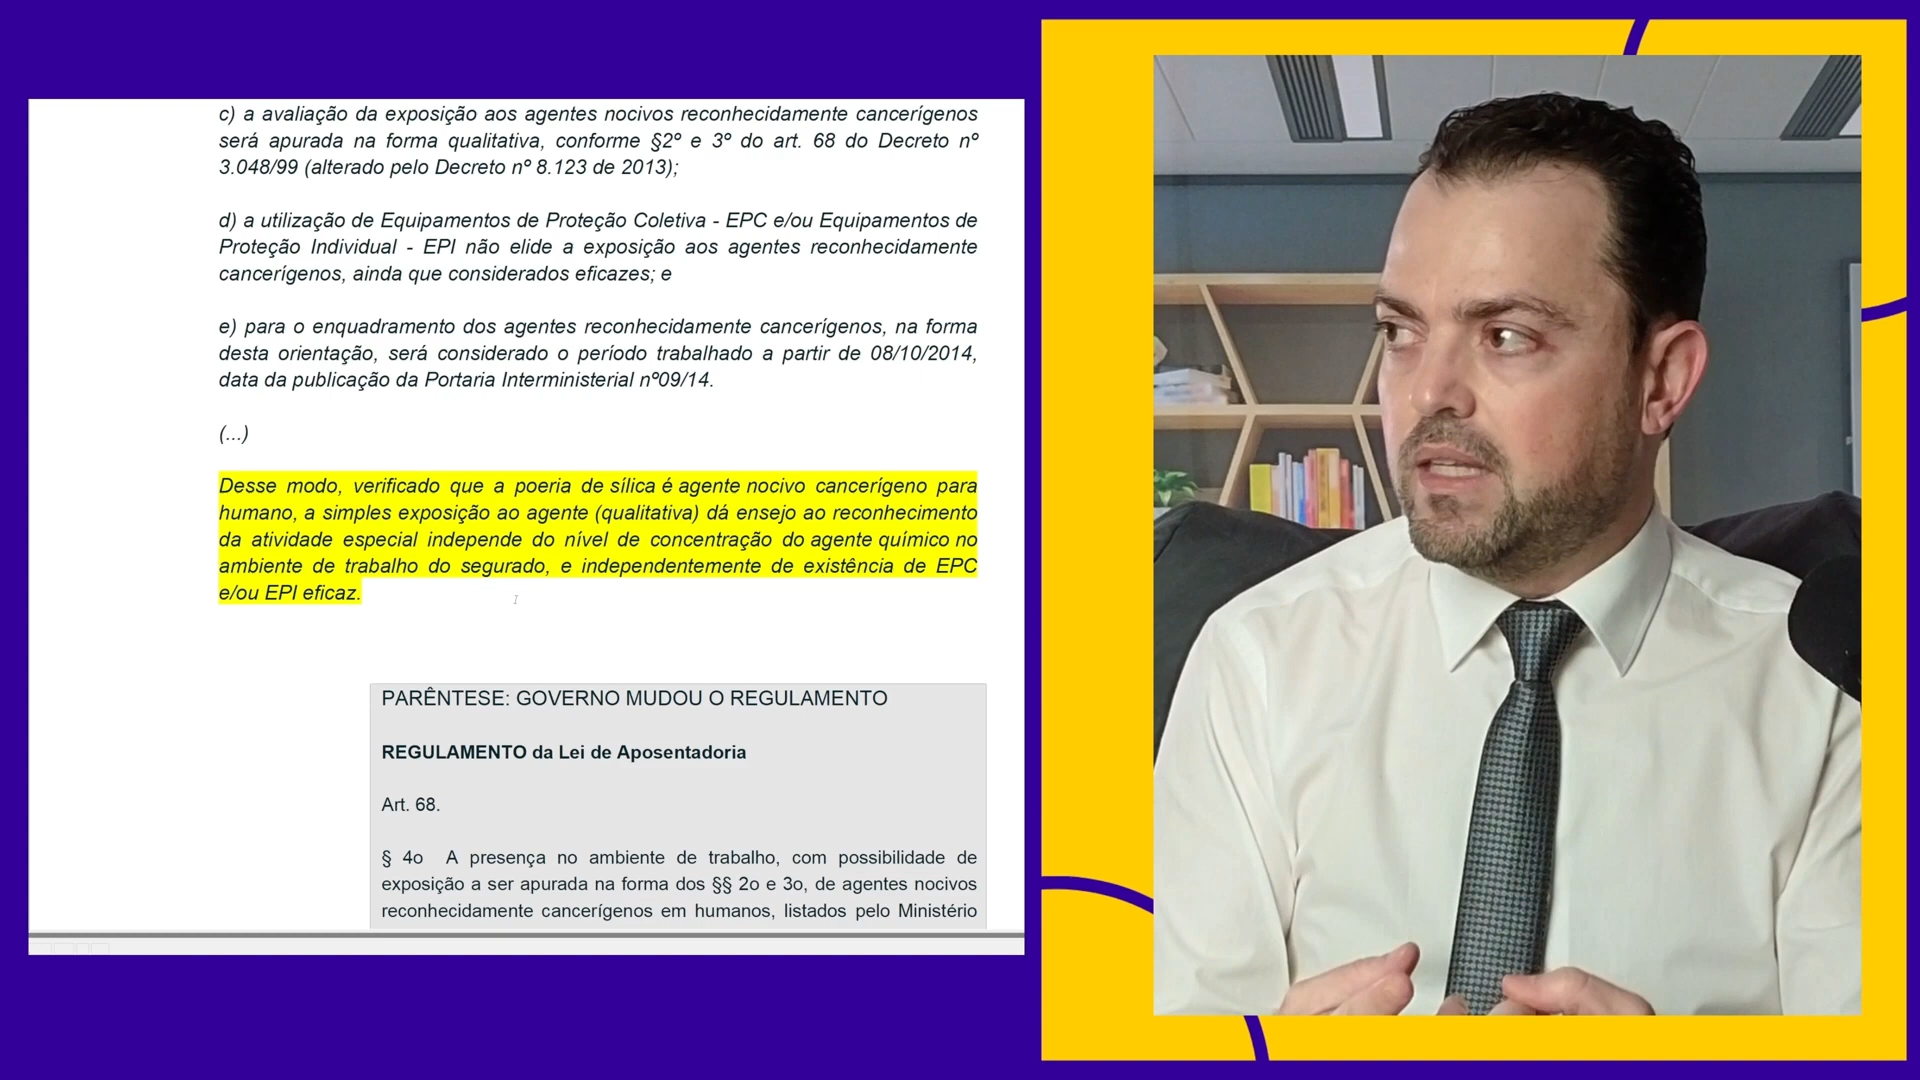 c) a avaliação da exposição aos agentes nocivos reconhecidamente cancerígenos
será apurada na forma qualitativa, conforme §2º e 3º do art. 68 do Decreto nº
3.048/99 (alterado pelo Decreto nº 8.123 de 2013);
d) a utilização de Equipamentos de Proteção Coletiva - EPC e/ou Equipamentos de
Proteção Individual - EPI não elide a exposição aos agentes reconhecidamente
cancerígenos, ainda que considerados eficazes; e
e) para o enquadramento dos agentes reconhecidamente cancerígenos, na forma
desta orientação, será considerado o período trabalhado a partir de 08/10/2014,
data da publicação da Portaria Interministerial nº09/14.
(...)
Desse modo, verificado que a poeria de sílica é agente nocivo cancerígeno para
humano, a simples exposição ao agente (qualitativa) dá ensejo ao reconhecimento
da atividade especial independe do nível de concentração do agente químico no
ambiente de trabalho do segurado, e independentemente de existência de EPC
e/ou EPI eficaz.
PARÊNTESE: GOVERNO MUDOU O REGULAMENTO
REGULAMENTO da Lei de Aposentadoria
Art. 68.
§ 4o A presença no ambiente de trabalho, com possibilidade de
exposição a ser apurada na forma dos §§ 2o e 3o, de agentes nocivos
reconhecidamente cancerígenos em humanos, listados pelo Ministério